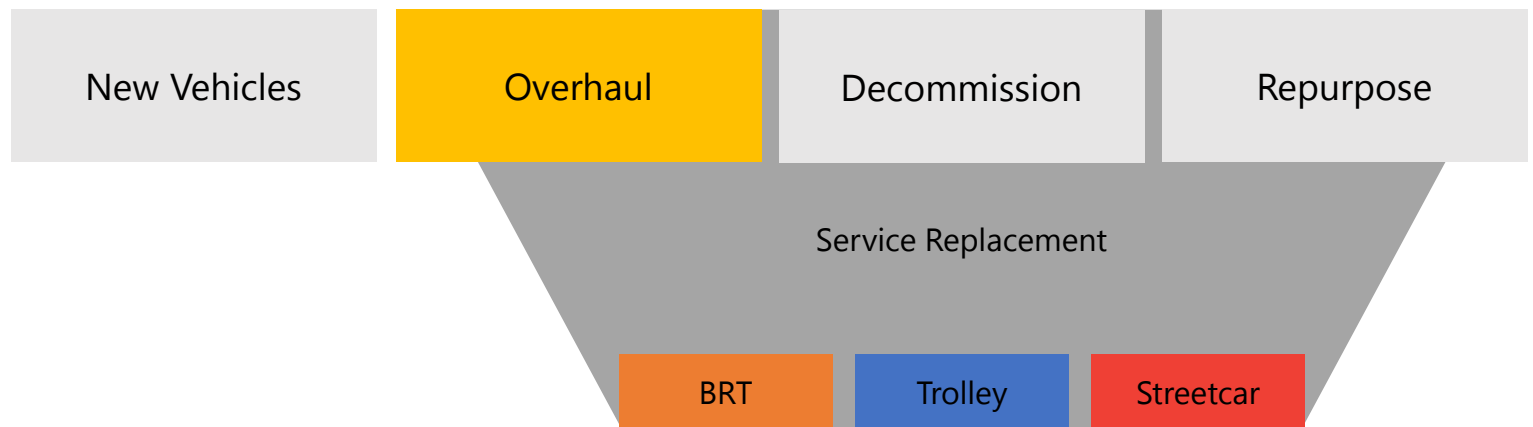 New Vehicles
Overhaul
Decommission
Repurpose
Service Replacement
BRT
Trolley
Streetcar